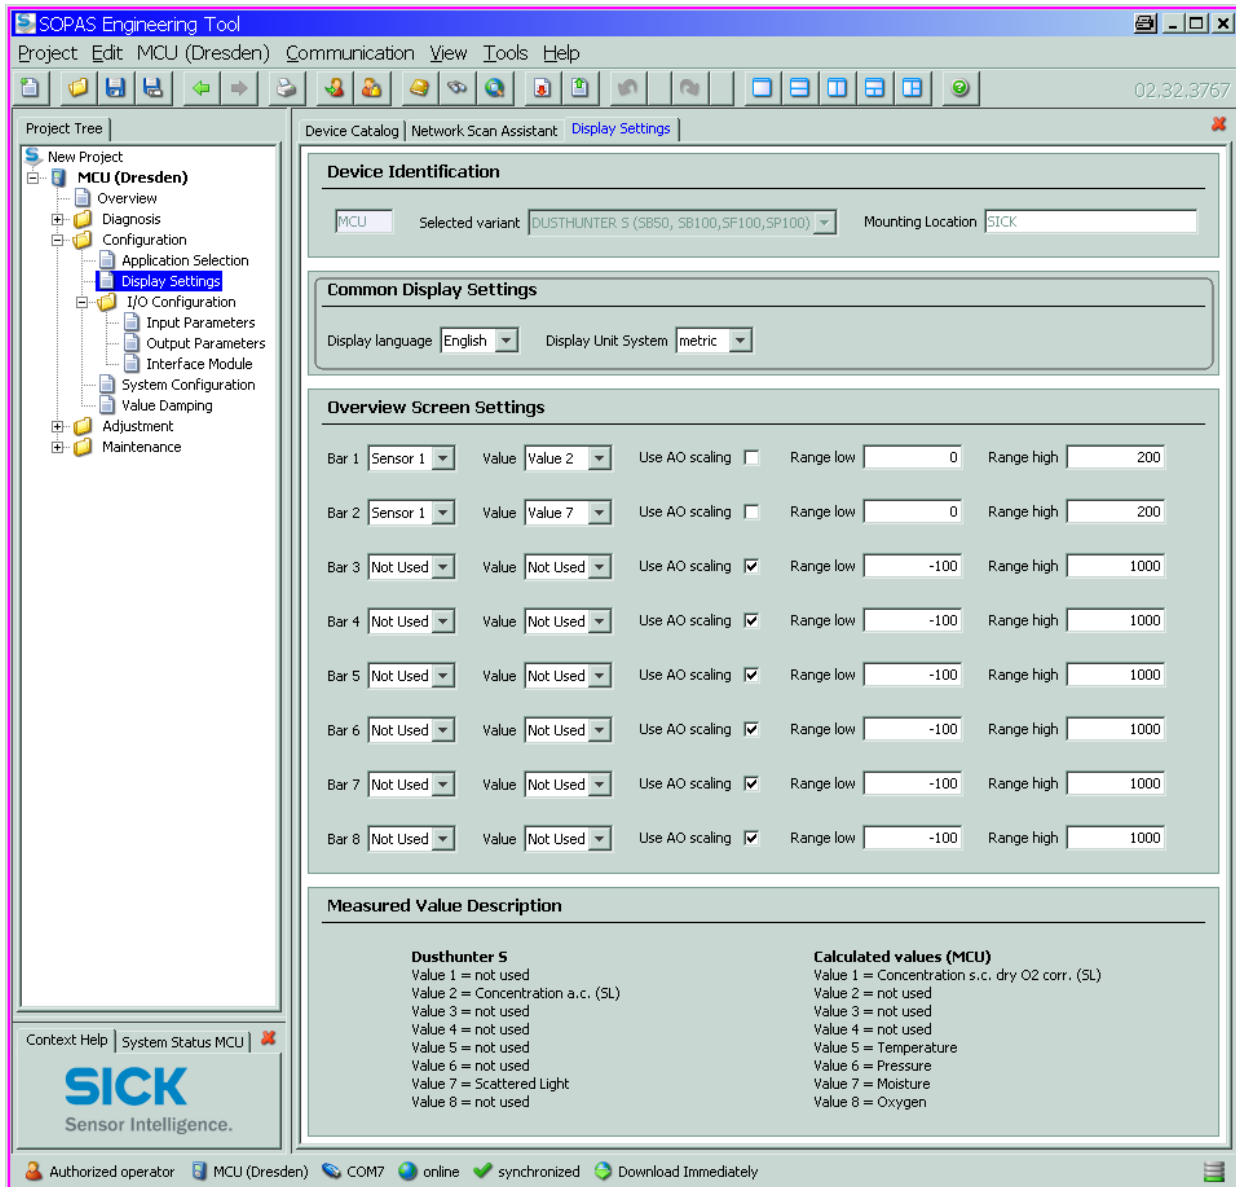 SOPAS Engineering Tool
Project Edit MCU (Dresden) Communication View Tools Help
02.32.3767
Project Tree
New Project
MCU (Dresden)
Overview
Diagnosis
Configuration
Application Selection
Display Settings
I/O Configuration
Input Parameters
Output Parameters
Interface Module
System Configuration
Value Damping
Adjustment
Maintenance
Context Help System Status MCU
SICK
Sensor Intelligence.
Device Catalog Network Scan Assistant Display Settings
Device Identification
MCU Selected variant DUSTHUNTER S (SB50, SB100,SF100,SP100) Mounting Location SICK
Common Display Settings
Display language English Display Unit System metric
Overview Screen Settings
Bar 1 Sensor 1 Value Value 2 Use AO scaling Range low 0 Range high 200
Bar 2 Sensor 1 Value Value 7 Use AO scaling Range low 0 Range high 200
Bar 3 Not Used Value Not Used Use AO scaling Range low -100 Range high 1000
Bar 4 Not Used Value Not Used Use AO scaling Range low -100 Range high 1000
Bar 5 Not Used Value Not Used Use AO scaling Range low -100 Range high 1000
Bar 6 Not Used Value Not Used Use AO scaling Range low -100 Range high 1000
Bar 7 Not Used Value Not Used Use AO scaling Range low -100 Range high 1000
Bar 8 Not Used Value Not Used Use AO scaling Range low -100 Range high 1000
Measured Value Description
Dusthunter S
Value 1 = not used
Value 2 = Concentration a.c. (SL)
Value 3 = not used
Value 4 = not used
Value 5 = not used
Value 6 = not used
Value 7 = Scattered Light
Value 8 = not used
Calculated values (MCU)
Value 1 = Concentration s.c. dry O2 corr. (SL)
Value 2 = not used
Value 3 = not used
Value 4 = not used
Value 5 = Temperature
Value 6 = Pressure
Value 7 = Moisture
Value 8 = Oxygen
Authorized operator MCU (Dresden) COM7 online synchronized Download Immediately